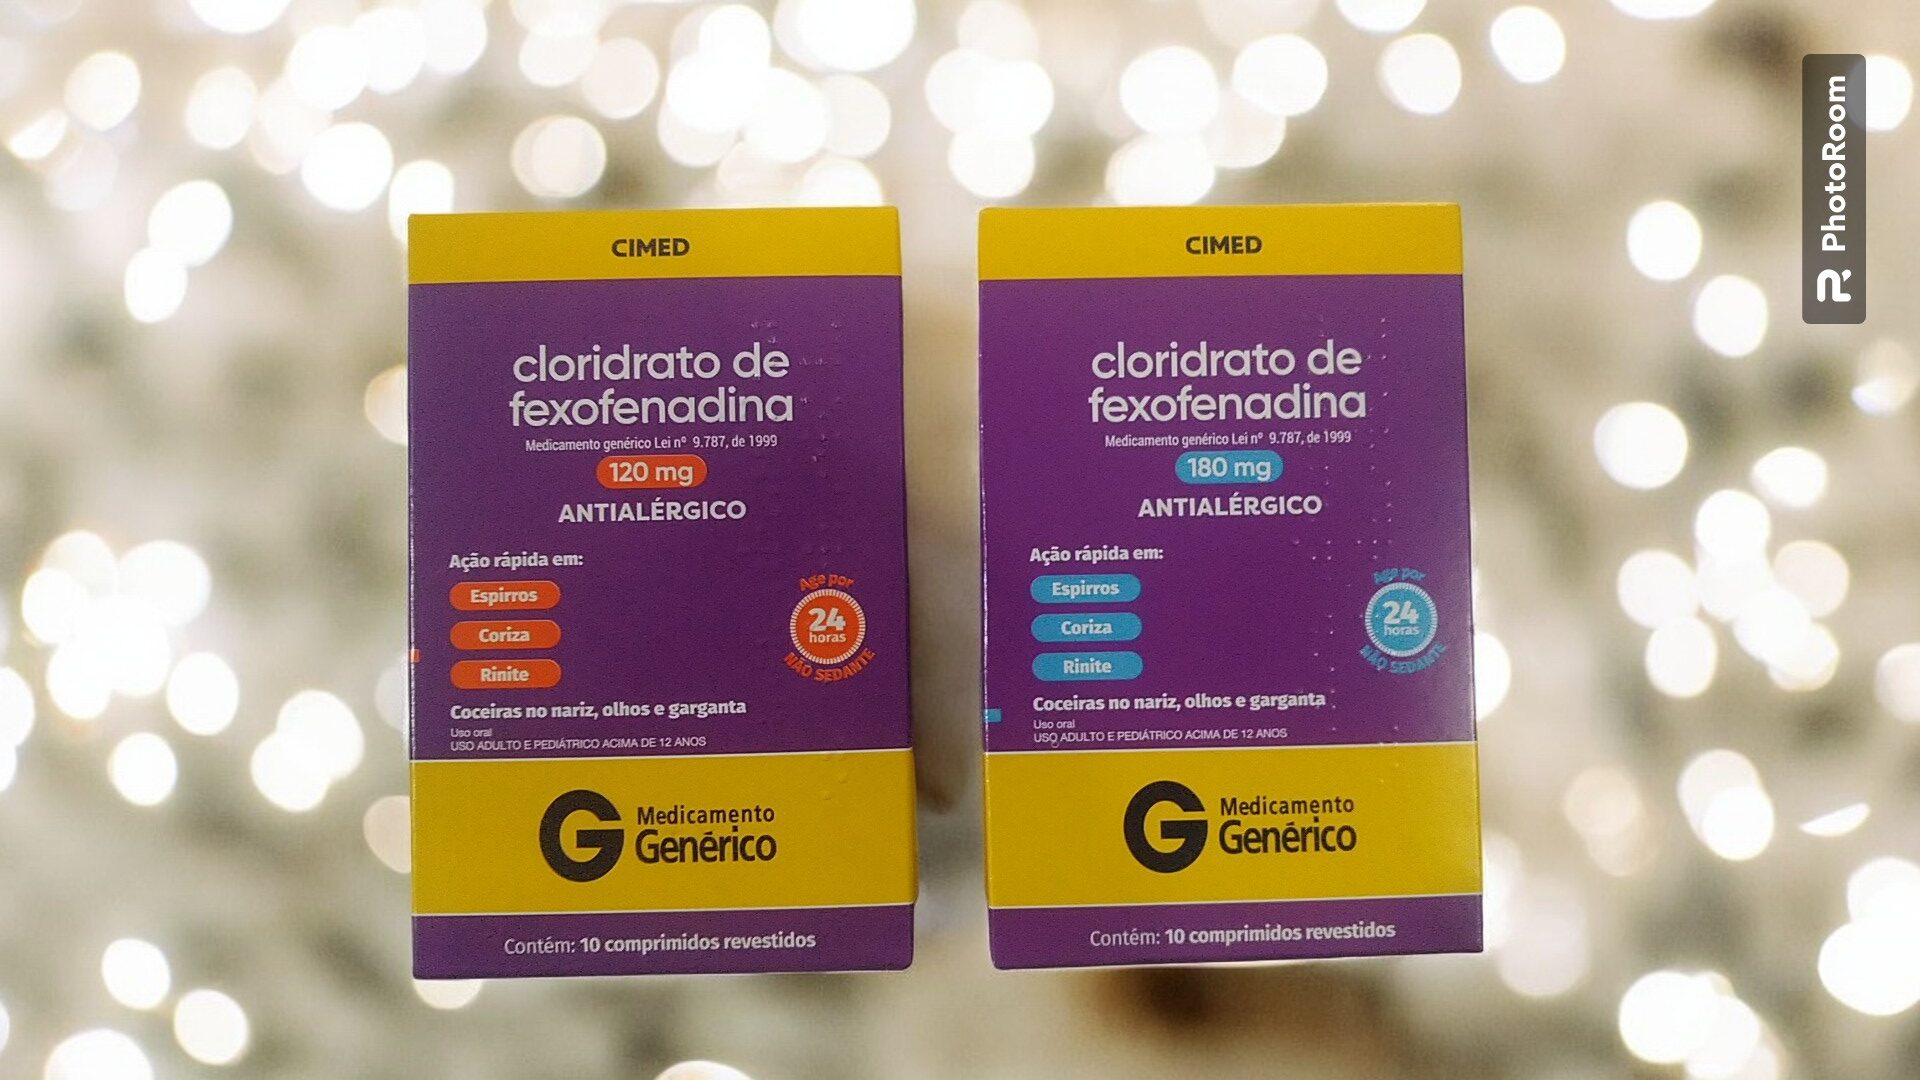 CIMED
cloridrato de
fexofenadina
Medicamento genérico Lei nº 9.787, de 1999
120 mg
ANTIALÉRGICO
Ação rápida em:
Espirros
Coriza
Rinite
Age por
24
horas
NÃO SEDANTE
Coceiras no nariz, olhos e garganta
Uso oral
USO ADULTO E PEDIÁTRICO ACIMA DE 12 ANOS
G Medicamento
Genérico
Contém: 10 comprimidos revestidos
CIMED
cloridrato de
fexofenadina
Medicamento genérico Lei nº 9.787, de 1999
180 mg
ANTIALÉRGICO
Ação rápida em:
Espirros
Coriza
Rinite
Age por
24
horas
NÃO SEDANTE
Coceiras no nariz, olhos e garganta
Uso oral
USO ADULTO E PEDIÁTRICO ACIMA DE 12 ANOS
G Medicamento
Genérico
Contém: 10 comprimidos revestidos
PhotoRoom